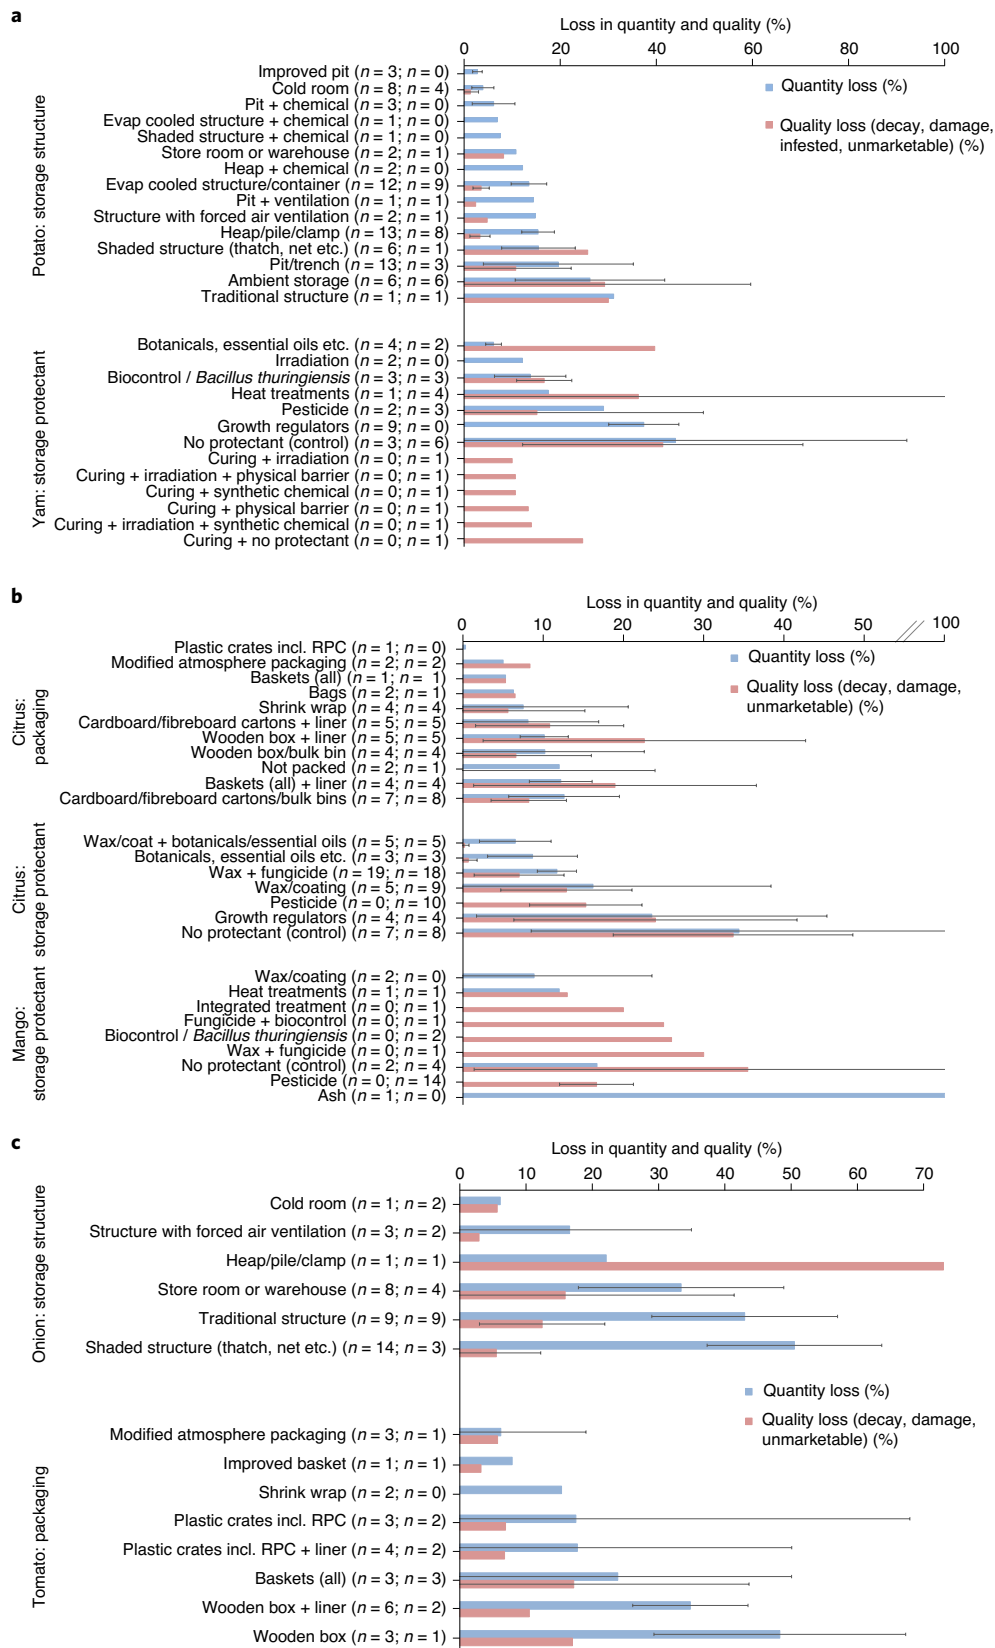 a
Loss in quantity and quality (%)
0 20 40 60 80 100
Quantity loss (%)
Quality loss (decay, damage,
infested, unmarketable) (%)
Potato: storage structure
Improved pit (n = 3; n = 0)
Cold room (n = 8; n = 4)
Pit + chemical (n = 3; n = 0)
Evap cooled structure + chemical (n = 1; n = 0)
Shaded structure + chemical (n = 1; n = 0)
Store room or warehouse (n = 2; n = 1)
Heap + chemical (n = 2; n = 0)
Evap cooled structure/container (n = 12; n = 9)
Pit + ventilation (n = 1; n = 1)
Structure with forced air ventilation (n = 2; n = 1)
Heap/pile/clamp (n = 13; n = 8)
Shaded structure (thatch, net etc.) (n = 6; n = 1)
Pit/trench (n = 13; n = 3)
Ambient storage (n = 6; n = 6)
Traditional structure (n = 1; n = 1)
Yam: storage protectant
Botanicals, essential oils etc. (n = 4; n = 2)
Irradiation (n = 2; n = 0)
Biocontrol / Bacillus thuringiensis (n = 3; n = 3)
Heat treatments (n = 1; n = 4)
Pesticide (n = 2; n = 3)
Growth regulators (n = 9; n = 0)
No protectant (control) (n = 3; n = 6)
Curing + irradiation (n = 0; n = 1)
Curing + irradiation + physical barrier (n = 0; n = 1)
Curing + synthetic chemical (n = 0; n = 1)
Curing + physical barrier (n = 0; n = 1)
Curing + irradiation + synthetic chemical (n = 0; n = 1)
Curing + no protectant (n = 0; n = 1)
b
Loss in quantity and quality (%)
0 10 20 30 40 50 100
Quantity loss (%)
Quality loss (decay, damage,
unmarketable) (%)
Citrus:
packaging
Plastic crates incl. RPC (n = 1; n = 0)
Modified atmosphere packaging (n = 2; n = 2)
Baskets (all) (n = 1; n = 1)
Bags (n = 2; n = 1)
Shrink wrap (n = 4; n = 4)
Cardboard/fibreboard cartons + liner (n = 5; n = 5)
Wooden box + liner (n = 5; n = 5)
Wooden box/bulk bin (n = 4; n = 4)
Not packed (n = 2; n = 1)
Baskets (all) + liner (n = 4; n = 4)
Cardboard/fibreboard cartons/bulk bins (n = 7; n = 8)
Citrus:
storage protectant
Wax/coat + botanicals/essential oils (n = 5; n = 5)
Botanicals, essential oils etc. (n = 3; n = 3)
Wax + fungicide (n = 19; n = 18)
Wax/coating (n = 5; n = 9)
Pesticide (n = 0; n = 10)
Growth regulators (n = 4; n = 4)
No protectant (control) (n = 7; n = 8)
Mango:
storage protectant
Wax/coating (n = 2; n = 0)
Heat treatments (n = 1; n = 1)
Integrated treatment (n = 0; n = 1)
Fungicide + biocontrol (n = 0; n = 1)
Biocontrol / Bacillus thuringiensis (n = 0; n = 2)
Wax + fungicide (n = 0; n = 1)
No protectant (control) (n = 2; n = 4)
Pesticide (n = 0; n = 14)
Ash (n = 1; n = 0)
c
Loss in quantity and quality (%)
0 10 20 30 40 50 60 70
Onion: storage structure
Cold room (n = 1; n = 2)
Structure with forced air ventilation (n = 3; n = 2)
Heap/pile/clamp (n = 1; n = 1)
Store room or warehouse (n = 8; n = 4)
Traditional structure (n = 9; n = 9)
Shaded structure (thatch, net etc.) (n = 14; n = 3)
Quantity loss (%)
Quality loss (decay, damage,
unmarketable) (%)
Tomato: packaging
Modified atmosphere packaging (n = 3; n = 1)
Improved basket (n = 1; n = 1)
Shrink wrap (n = 2; n = 0)
Plastic crates incl. RPC (n = 3; n = 2)
Plastic crates incl. RPC + liner (n = 4; n = 2)
Baskets (all) (n = 3; n = 3)
Wooden box + liner (n = 6; n = 2)
Wooden box (n = 3; n = 1)